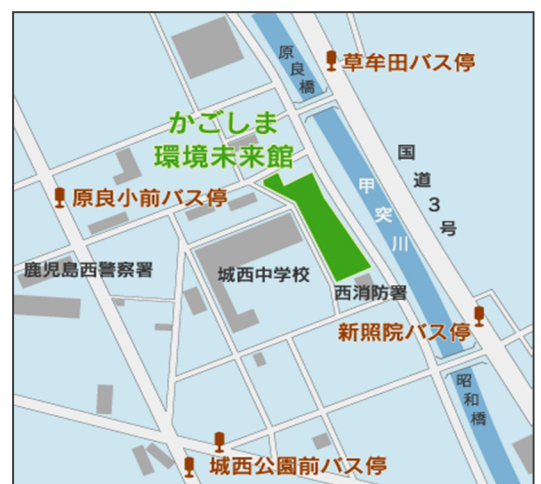 原良橋
草牟田バス停
かごしま
環境未来館
国道3号
甲突川
原良小前バス停
鹿児島西警察署
城西中学校
西消防署
新照院バス停
昭和橋
城西公園前バス停